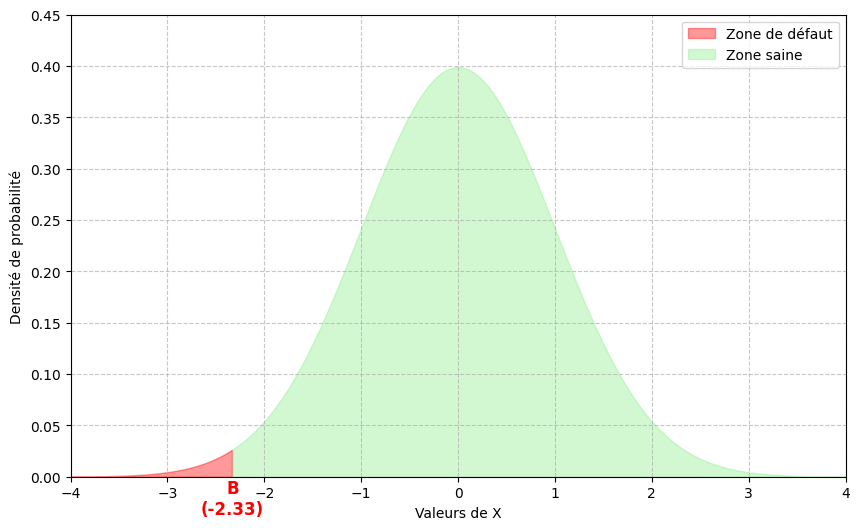 Zone de défaut
Zone saine
Densité de probabilité
0.45
0.40
0.35
0.30
0.25
0.20
0.15
0.10
0.05
0.00
−4 −3 −2 −1 0 1 2 3 4
B
(-2.33)
Valeurs de X